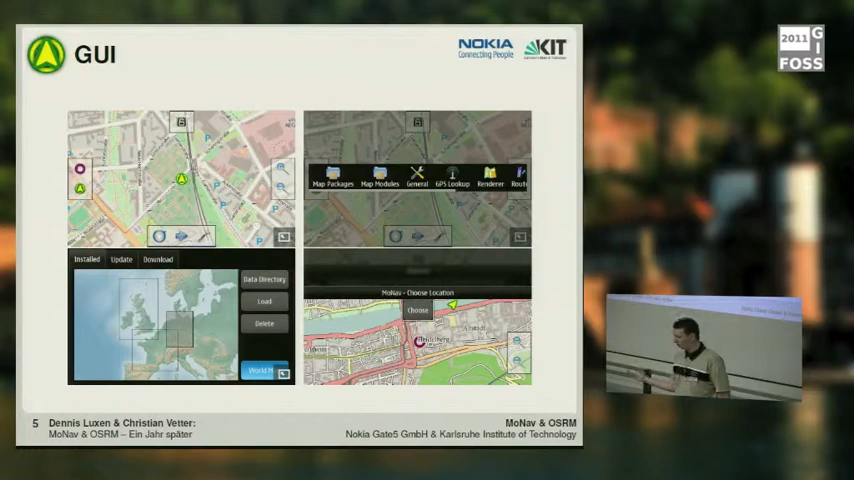 GUI
NOKIA
Connecting People
KIT
2011
GI
FOSS
Map Packages
Map Modules
General
GPS Lookup
Renderer
Installed
Update
Download
Data Directory
Load
Delete
MoNav - Choose Location
Choose
Heidelberg
5
Dennis Luxen & Christian Vetter:
MoNav & OSRM – Ein Jahr später
MoNav & OSRM
Nokia Gate5 GmbH & Karlsruhe Institute of Technology